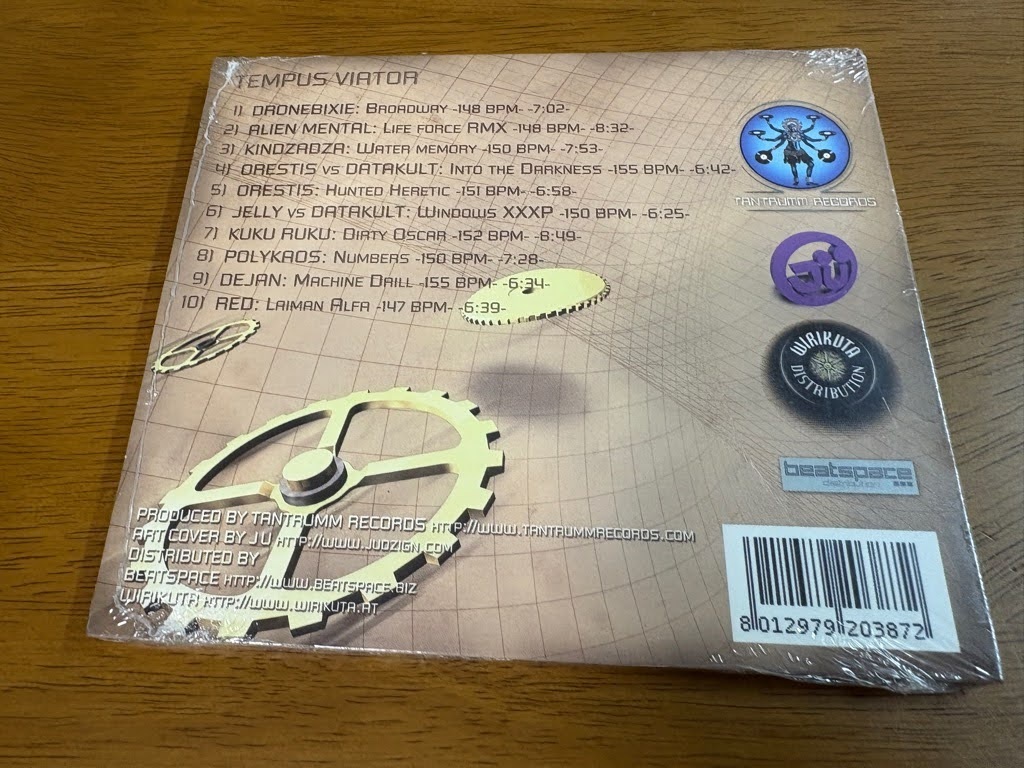 TEMPUS VIATOR
1) DRONEBIXIE: BROADWAY -148 BPM- -7:02-
2) ALIEN MENTAL: LIFE FORCE RMX -148 BPM- -8:32-
3) KINDZADZA: WATER MEMORY -150 BPM- -7:53-
4) ORESTIS VS DATAKULT: INTO THE DARKNESS -155 BPM- -6:42-
5) ORESTIS: HUNTED HERETIC -151 BPM- -6:58-
6) JELLY VS DATAKULT: WINDOWS XXXP -150 BPM- -6:25-
7) KUKU RUKU: DIRTY OSCAR -152 BPM- -6:49-
8) POLYKAOS: NUMBERS -150 BPM- -7:28-
9) DEJAN: MACHINE DRILL -155 BPM- -6:34-
10) RED: LAIMAN ALFA -147 BPM- -6:39-
TANTRUMM RECORDS
JU
WIRIKUTA
DISTRIBUTION
beatspace
distribution
PRODUCED BY TANTRUMM RECORDS HTTP://WWW.TANTRUMMRECORDS.COM
ART COVER BY JU HTTP://WWW.JUDZIGN.COM
DISTRIBUTED BY
BEATSPACE HTTP://WWW.BEATSPACE.BIZ
WIRIKUTA HTTP://WWW.WIRIKUTA.AT
8 012979 203872